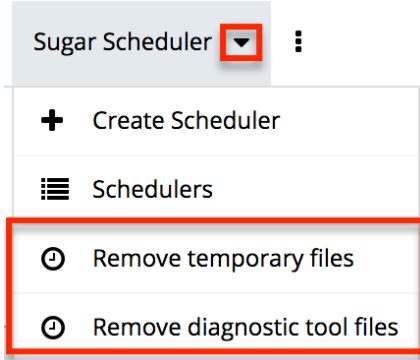 Sugar Scheduler
Create Scheduler
Schedulers
Remove temporary files
Remove diagnostic tool files